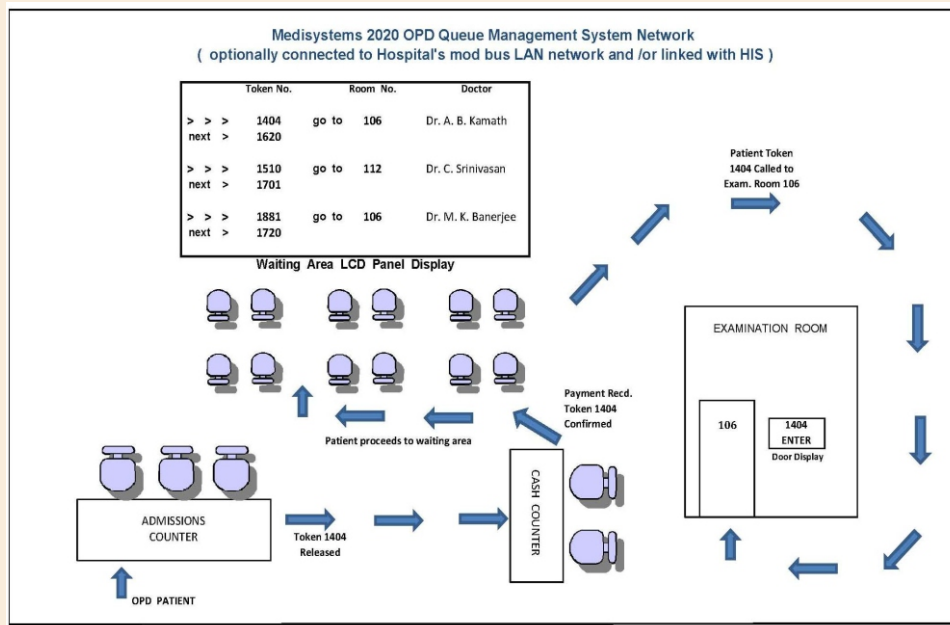 Medisystems 2020 OPD Queue Management System Network
( optionally connected to Hospital's mod bus LAN network and /or linked with HIS )
Token No. Room No. Doctor
> > > 1404 go to 106 Dr. A. B. Kamath
next > 1620
> > > 1510 go to 112 Dr. C. Srinivasan
next > 1701
> > > 1881 go to 106 Dr. M. K. Banerjee
next > 1720
Waiting Area LCD Panel Display
Patient Token
1404 Called to
Exam. Room 106
EXAMINATION ROOM
106
1404
ENTER
Door Display
Payment Recd.
Token 1404
Confirmed
Patient proceeds to waiting area
CASH COUNTER
ADMISSIONS
COUNTER
Token 1404
Released
OPD PATIENT